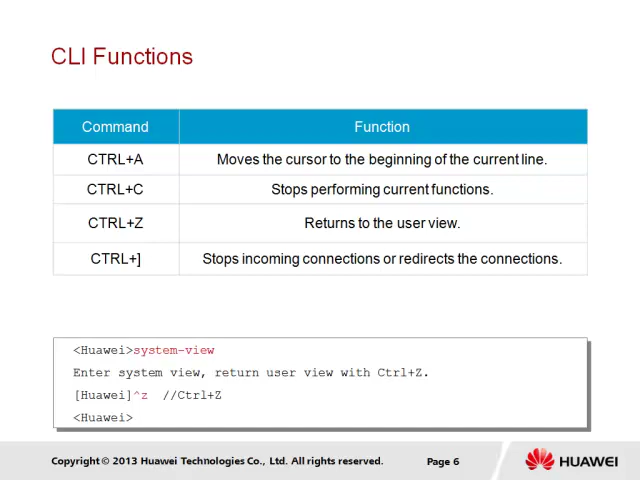 CLI Functions
Command Function
CTRL+A Moves the cursor to the beginning of the current line.
CTRL+C Stops performing current functions.
CTRL+Z Returns to the user view.
CTRL+] Stops incoming connections or redirects the connections.
<Huawei>system-view
Enter system view, return user view with Ctrl+Z.
[Huawei]^z //Ctrl+Z
<Huawei>
Copyright © 2013 Huawei Technologies Co., Ltd. All rights reserved. Page 6 HUAWEI